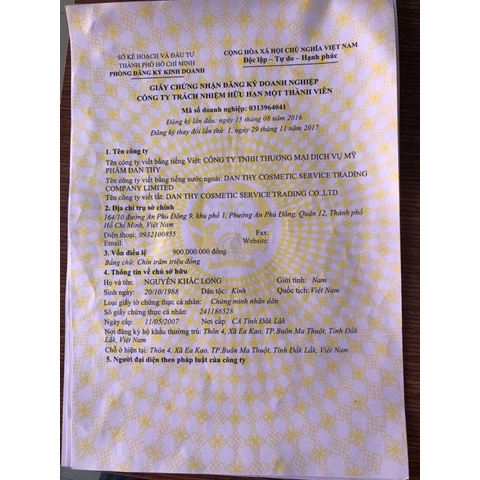 SỞ KẾ HOẠCH VÀ ĐẦU TƯ
THÀNH PHỐ HỒ CHÍ MINH
PHÒNG ĐĂNG KÝ KINH DOANH
CỘNG HÒA XÃ HỘI CHỦ NGHĨA VIỆT NAM
Độc lập – Tự do – Hạnh phúc
GIẤY CHỨNG NHẬN ĐĂNG KÝ DOANH NGHIỆP
CÔNG TY TRÁCH NHIỆM HỮU HẠN MỘT THÀNH VIÊN
Mã số doanh nghiệp: 0313964041
Đăng ký lần đầu: ngày 15 tháng 08 năm 2016
Đăng ký thay đổi lần thứ: 1, ngày 29 tháng 11 năm 2017
1. Tên công ty
Tên công ty viết bằng tiếng Việt: CÔNG TY TNHH THƯƠNG MẠI DỊCH VỤ MỸ
PHẨM ĐAN THY
Tên công ty viết bằng tiếng nước ngoài: DAN THY COSMETIC SERVICE TRADING
COMPANY LIMITED
Tên công ty viết tắt: DAN THY COSMETIC SERVICE TRADING CO.,LTD
2. Địa chỉ trụ sở chính
164/10 đường An Phú Đông 9, khu phố 1, Phường An Phú Đông, Quận 12, Thành phố
Hồ Chí Minh, Việt Nam
Điện thoại: 0932100855 Fax:
Email: Website:
3. Vốn điều lệ 900.000.000 đồng
Bằng chữ: Chín trăm triệu đồng
4. Thông tin về chủ sở hữu
Họ và tên: NGUYỄN KHẮC LONG Giới tính: Nam
Sinh ngày: 20/10/1988 Dân tộc: Kinh Quốc tịch: Việt Nam
Loại giấy tờ chứng thực cá nhân: Chứng minh nhân dân
Số giấy chứng thực cá nhân: 241186528
Ngày cấp: 11/05/2007 Nơi cấp: CA Tỉnh Đắk Lắk
Nơi đăng ký hộ khẩu thường trú: Thôn 4, Xã Ea Kao, TP.Buôn Ma Thuột, Tỉnh Đắk
Lắk, Việt Nam
Chỗ ở hiện tại: Thôn 4, Xã Ea Kao, TP.Buôn Ma Thuột, Tỉnh Đắk Lắk, Việt Nam
5. Người đại diện theo pháp luật của công ty